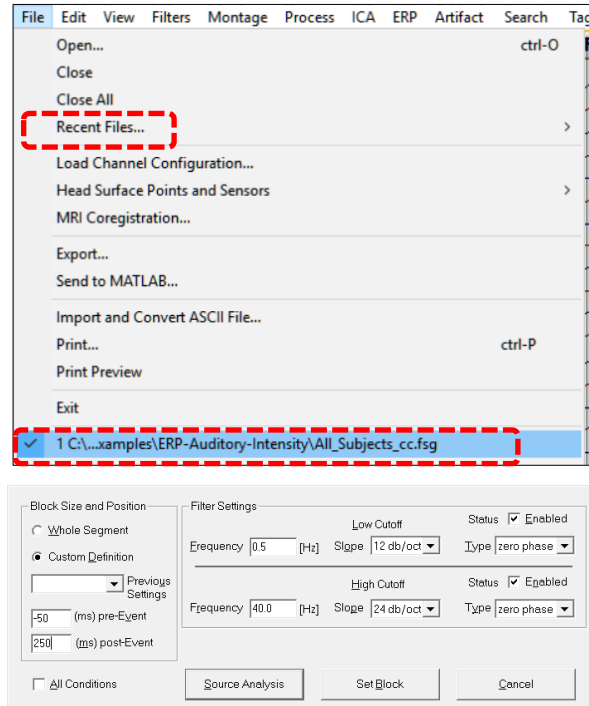 File Edit View Filters Montage Process ICA ERP Artifact Search Tag
Open... ctrl-O
Close
Close All
Recent Files... >
Load Channel Configuration...
Head Surface Points and Sensors >
MRI Coregistration...
Export...
Send to MATLAB...
Import and Convert ASCII File...
Print... ctrl-P
Print Preview
Exit
✓ 1 C:\...xamples\ERP-Auditory-Intensity\All_Subjects_cc.fsg
Block Size and Position
Whole Segment
Custom Definition
Previous
Settings
-50 (ms) pre-Event
250 (ms) post-Event
All Conditions
Filter Settings
Low Cutoff Status Enabled
Frequency 0.5 [Hz] Slope 12 db/oct Type zero phase
High Cutoff Status Enabled
Frequency 40.0 [Hz] Slope 24 db/oct Type zero phase
Source Analysis Set Block Cancel